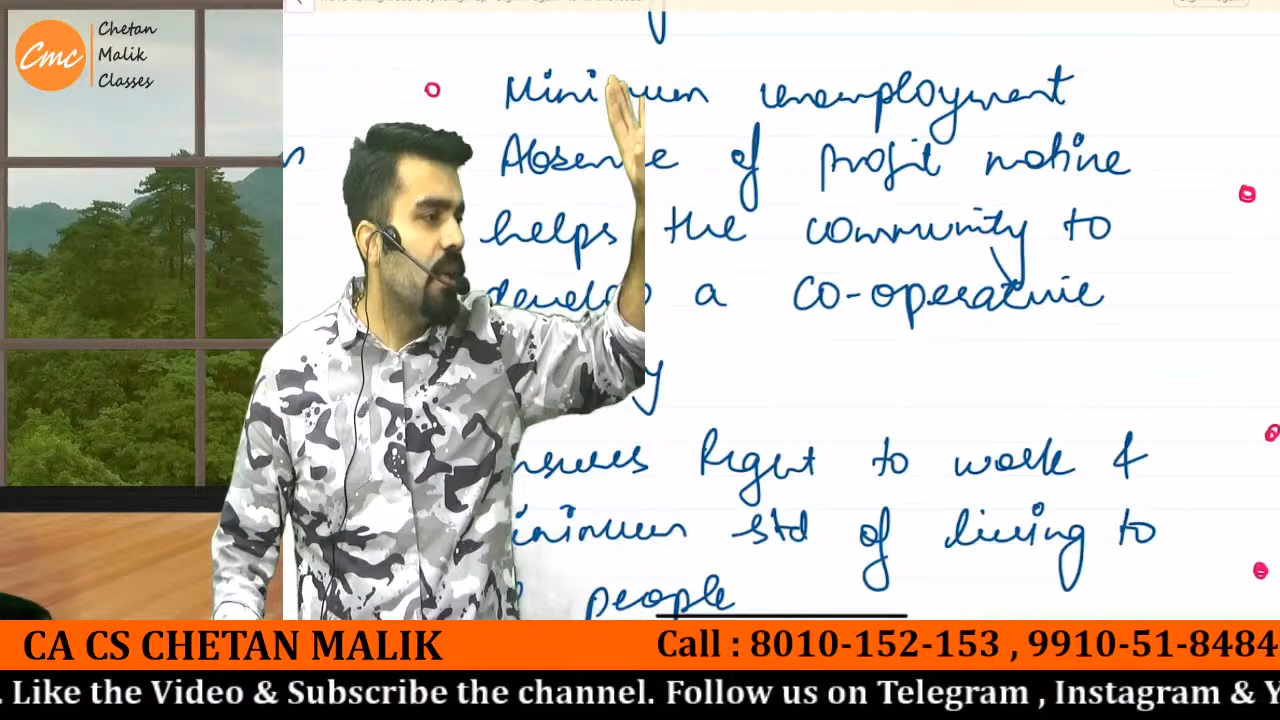 Chetan
Malik
Classes
Cmc
unemployment
of profit motive
helps the community to
a co-operative
Right to work &
std of living to
people
CA CS CHETAN MALIK
Call : 8010-152-153 , 9910-51-8484
. Like the Video & Subscribe the channel. Follow us on Telegram , Instagram & Y